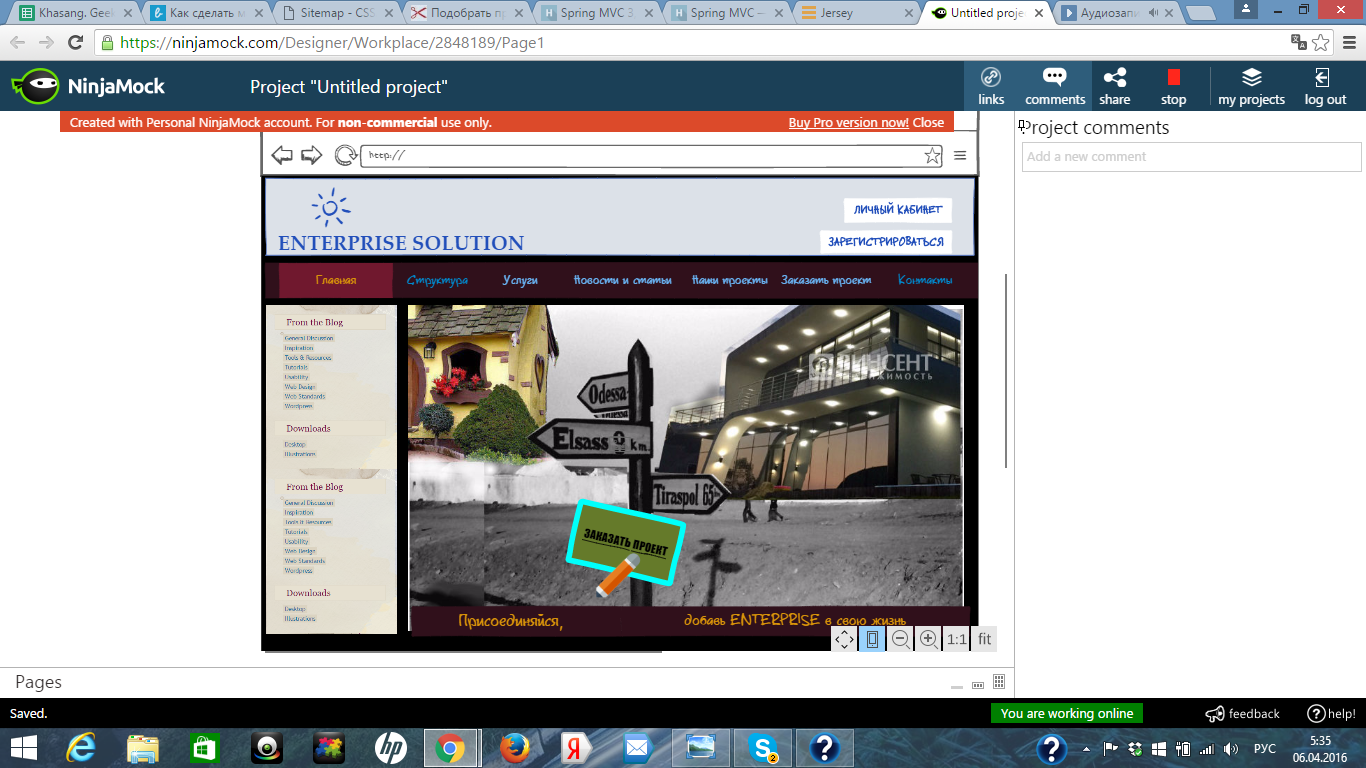 Khasang. Geek
Как сделать м
Sitemap - CSS
Подобрать пр
Spring MVC 3
Spring MVC –
Jersey
Untitled proje
Аудиозапи
https://ninjamock.com/Designer/Workplace/2848189/Page1
NinjaMock
Project "Untitled project"
links
comments
share
stop
my projects
log out
Created with Personal NinjaMock account. For non-commercial use only.
Buy Pro version now! Close
Project comments
Add a new comment
http://
ЛИЧНЫЙ КАБИНЕТ
ENTERPRISE SOLUTION
ЗАРЕГИСТРИРОВАТЬСЯ
Главная
Структура
Услуги
Новости и статьи
Наши проекты
Заказать проект
Контакты
From the Blog
General Discussion
Inspiration
Tools & Resources
Tutorials
Usability
Web Design
Web Standards
Wordpress
Downloads
Desktop
Illustrations
From the Blog
General Discussion
Inspiration
Tools & Resources
Tutorials
Usability
Web Design
Web Standards
Wordpress
Downloads
Desktop
Illustrations
ВИНСЕНТ
Odessa
Elsass 0 km.
Tiraspol 65
ЗАКАЗАТЬ ПРОЕКТ
Присоединяйся,
добавь ENTERPRISE в свою жизнь
1:1
fit
Pages
Saved.
You are working online
feedback
help!
РУС
5:35
06.04.2016